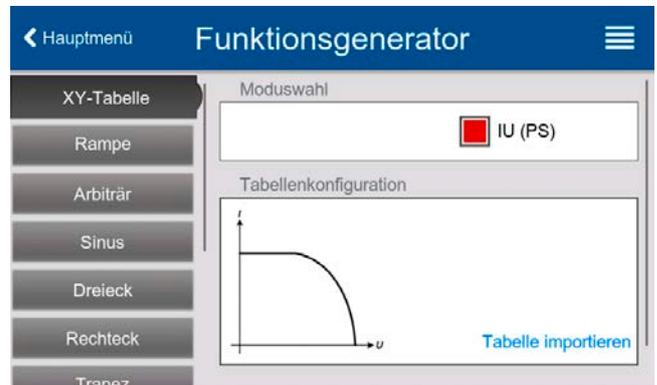 Hauptmenü
Funktionsgenerator
XY-Tabelle
Rampe
Arbiträr
Sinus
Dreieck
Rechteck
Trapez
Moduswahl
IU (PS)
Tabellenkonfiguration
I
U
Tabelle importieren